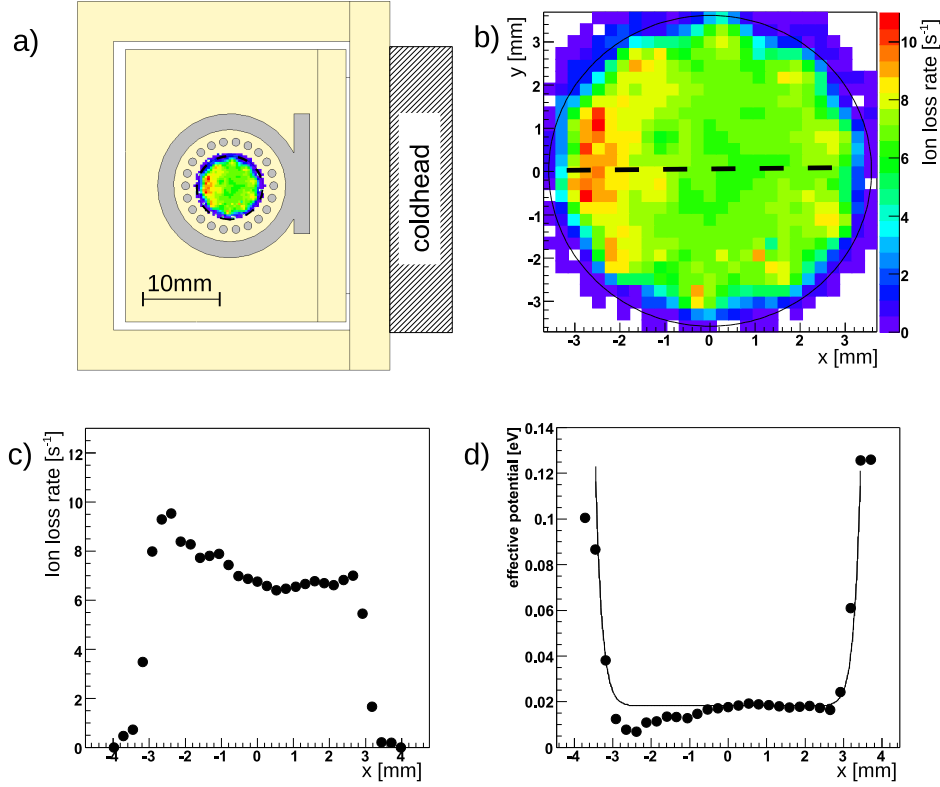 a)
10mm
coldhead
b)
y [mm]
3
2
1
0
-1
-2
-3
-3 -2 -1 0 1 2 3
x [mm]
10
8
6
4
2
0
Ion loss rate [s⁻¹]
c)
Ion loss rate [s⁻¹]
12
10
8
6
4
2
0
-4 -3 -2 -1 0 1 2 3 4
x [mm]
d)
effective potential [eV]
0.14
0.12
0.1
0.08
0.06
0.04
0.02
0
-4 -3 -2 -1 0 1 2 3 4
x [mm]